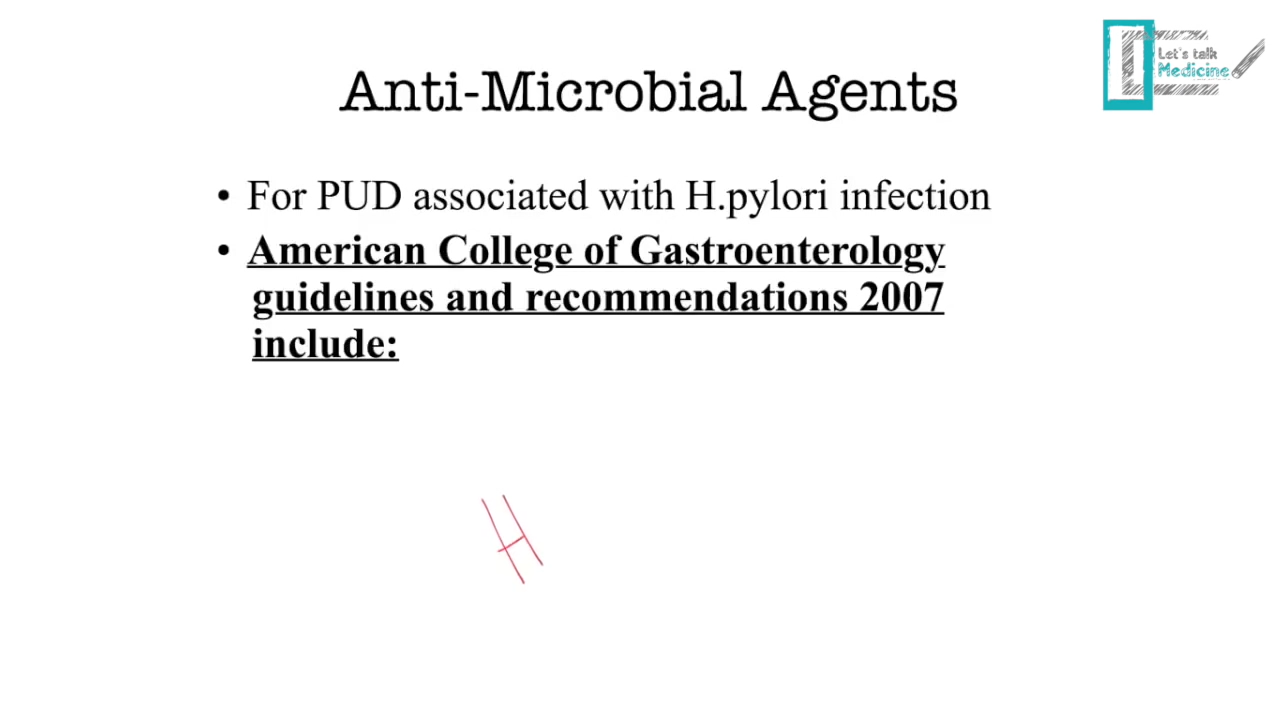 Let's talk
Medicine
Anti-Microbial Agents
• For PUD associated with H.pylori infection
• American College of Gastroenterology
guidelines and recommendations 2007
include:
H